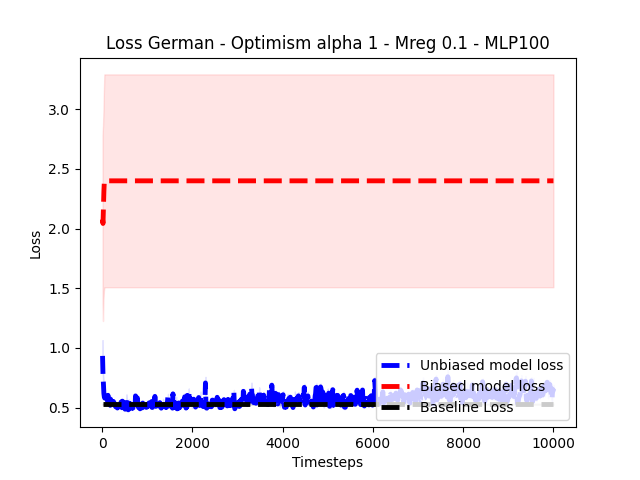 Loss German - Optimism alpha 1 - Mreg 0.1 - MLP100
3.0
2.5
2.0
1.5
1.0
0.5
Loss
Unbiased model loss
Biased model loss
Baseline Loss
0
2000
4000
6000
8000
10000
Timesteps